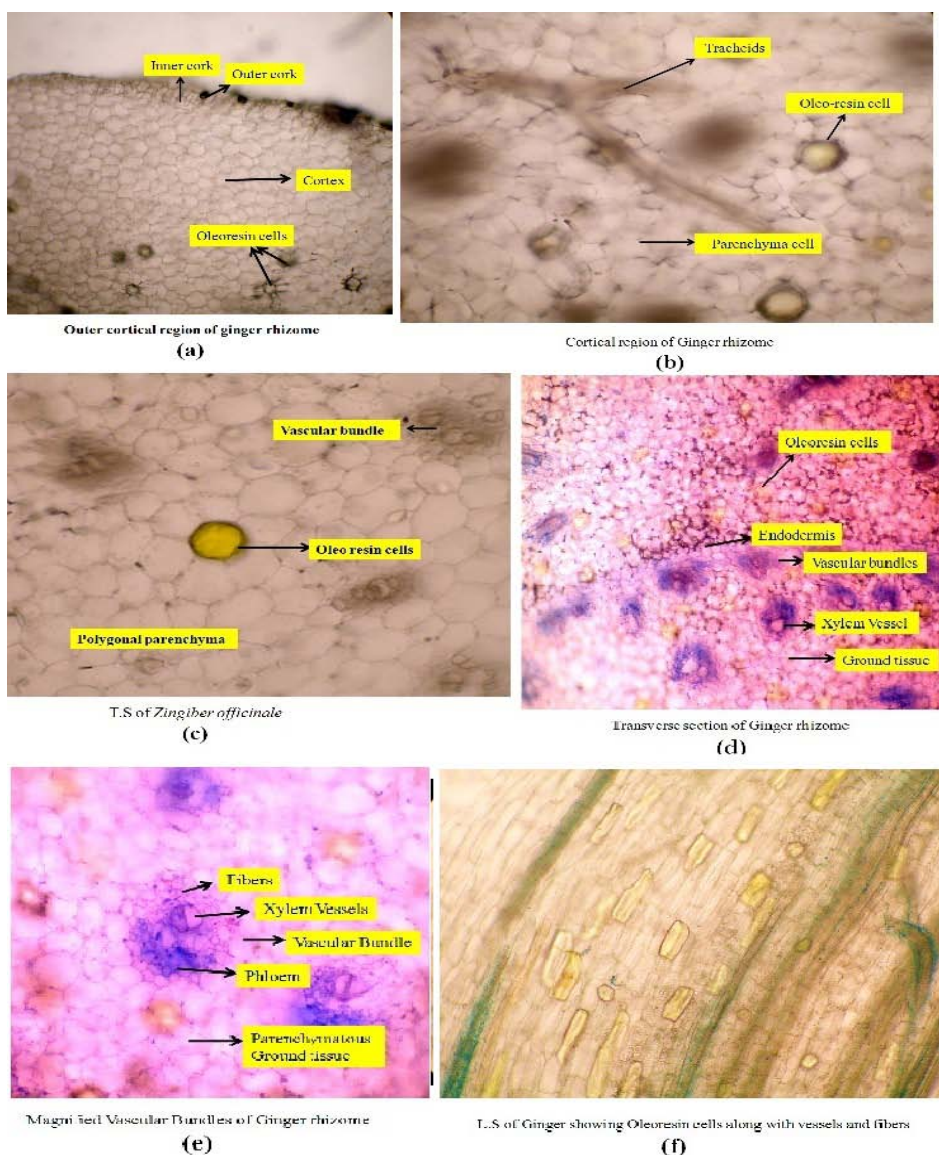 Inner cork
Outer cork
Cortex
Oleoresin cells
Outer cortical region of ginger rhizome
(a)
Tracheids
Oleo-resin cell
Parenchyma cell
Cortical region of Ginger rhizome
(b)
Vascular bundle
Oleo resin cells
Polygonal parenchyma
T.S of Zingiber officinale
(c)
Oleoresin cells
Endodermis
Vascular bundles
Xylem Vessel
Ground tissue
Transverse section of Ginger rhizome
(d)
Fibers
Xylem Vessels
Vascular Bundle
Phloem
Parenchymatous
Ground tissue
Magnified Vascular Bundles of Ginger rhizome
(e)
L.S of Ginger showing Oleoresin cells along with vessels and fibers
(f)